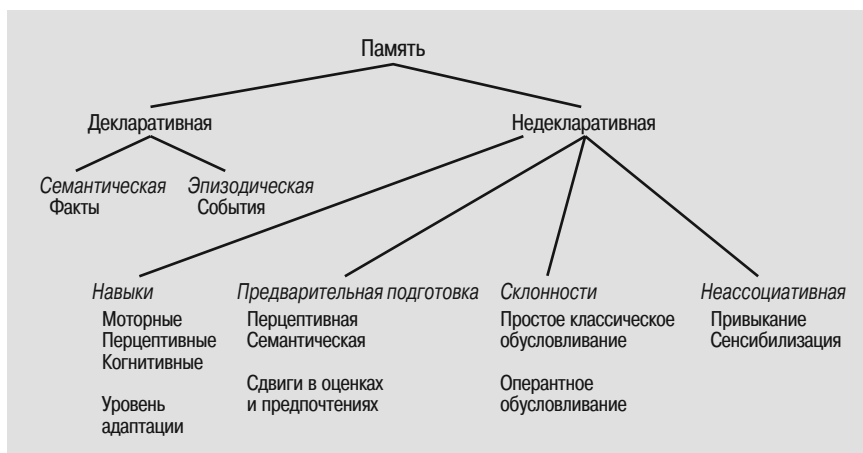 Память
Декларативная
Недекларативная
Семантическая
Факты
Эпизодическая
События
Навыки
Моторные
Перцептивные
Когнитивные
Уровень
адаптации
Предварительная подготовка
Перцептивная
Семантическая
Сдвиги в оценках
и предпочтениях
Склонности
Простое классическое
обусловливание
Оперантное
обусловливание
Неассоциативная
Привыкание
Сенсибилизация